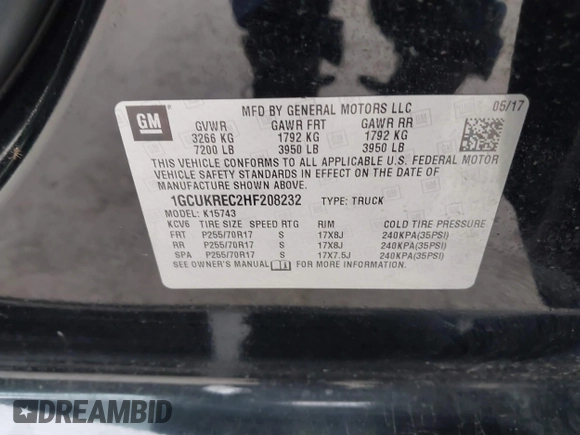 GM
MFD BY GENERAL MOTORS LLC 05/17
GVWR GAWR FRT GAWR RR
3266 KG 1792 KG 1792 KG
7200 LB 3950 LB 3950 LB
THIS VEHICLE CONFORMS TO ALL APPLICABLE U.S. FEDERAL MOTOR
VEHICLE SAFETY STANDARDS IN EFFECT ON THE DATE OF
MANUFACTURE SHOWN ABOVE.
1GCUKREC2HF208232 TYPE: TRUCK
MODEL: K15743
KCV6 TIRE SIZE SPEED RTG RIM COLD TIRE PRESSURE
FRT P255/70R17 S 17X8J 240KPA(35PSI)
RR P255/70R17 S 17X8J 240KPA(35PSI)
SPA P255/70R17 S 17X7.5J 240KPA(35PSI)
SEE OWNER'S MANUAL FOR MORE INFORMATION.
DREAMBID